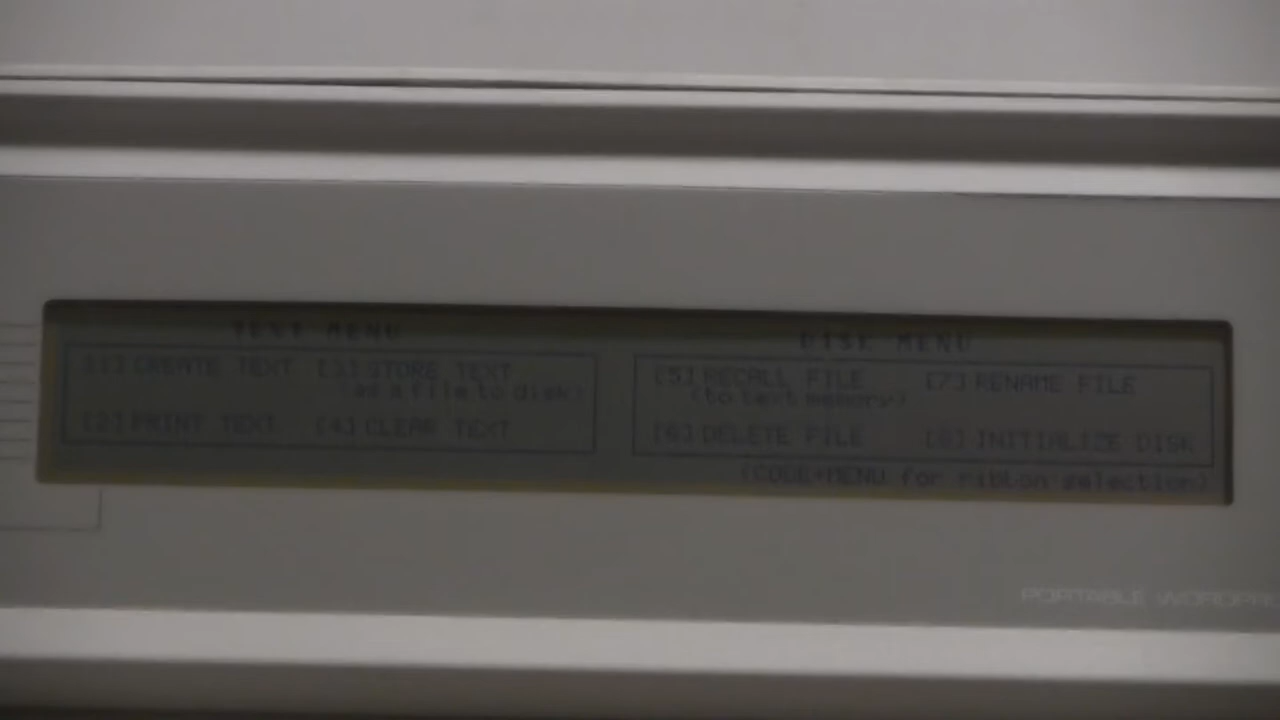 TEXT MENU
[1] CREATE TEXT [3] STORE TEXT
(as a file to disk)
[2] PRINT TEXT [4] CLEAR TEXT
DISK MENU
[5] RECALL FILE [7] RENAME FILE
(to text memory)
[6] DELETE FILE [8] INITIALIZE DISK
(CODE+MENU for ribbon selection)
PORTABLE WORDPR